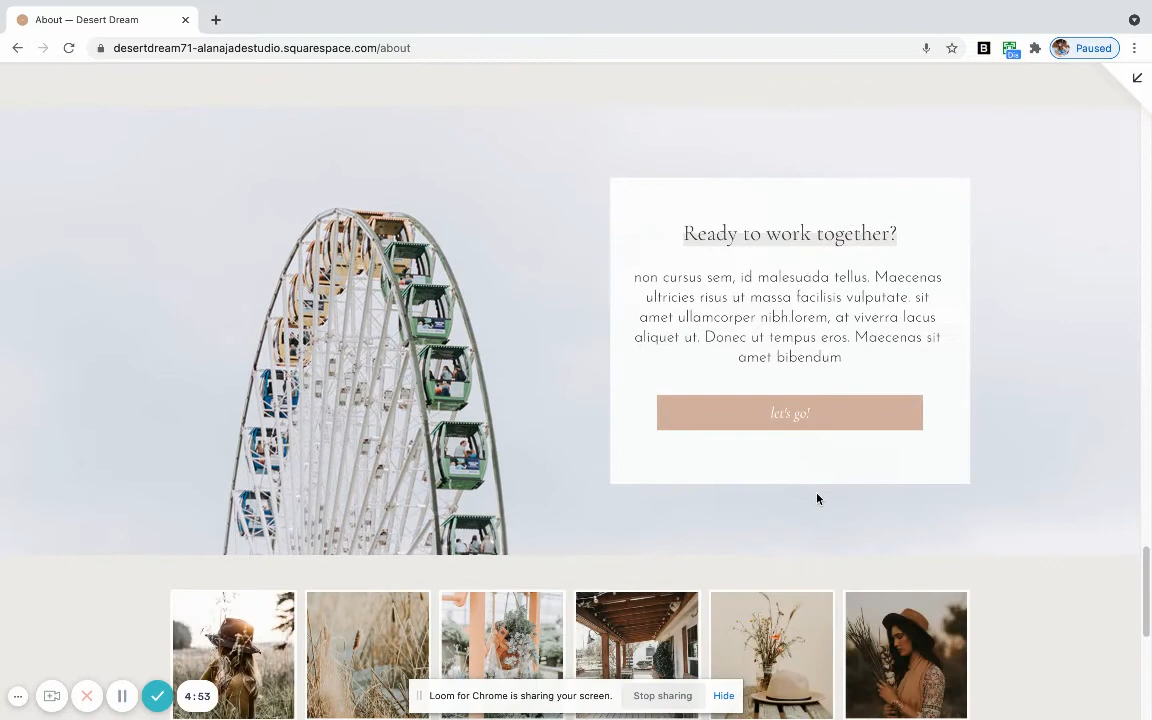 About — Desert Dream
desertdream71-alanajadestudio.squarespace.com/about
B
Dis
Paused
Ready to work together?
non cursus sem, id malesuada tellus. Maecenas
ultricies risus ut massa facilisis vulputate. sit
amet ullamcorper nibh.lorem, at viverra lacus
aliquet ut. Donec ut tempus eros. Maecenas sit
amet bibendum
let's go!
4:53
Loom for Chrome is sharing your screen.
Stop sharing
Hide